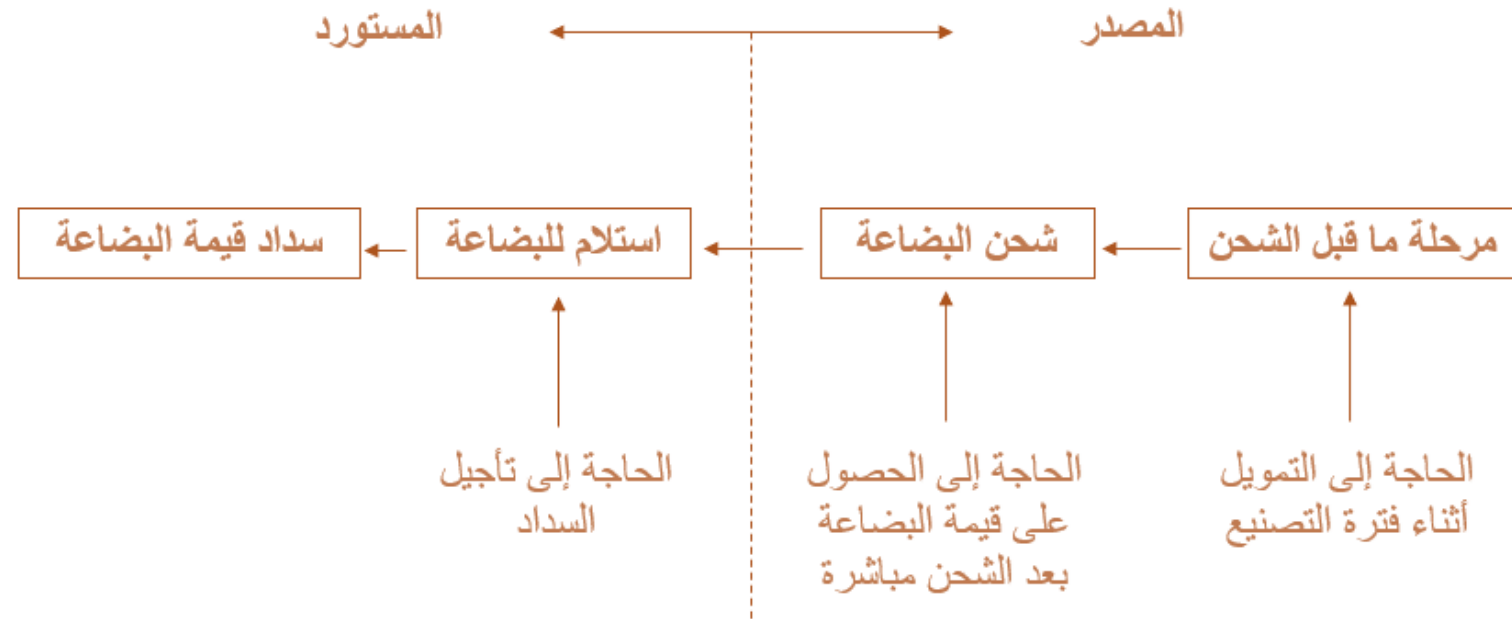 المصدر
المستورد
مرحلة ما قبل الشحن
شحن البضاعة
استلام للبضاعة
سداد قيمة البضاعة
الحاجة إلى التمويل
أثناء فترة التصنيع
الحاجة إلى الحصول
على قيمة البضاعة
بعد الشحن مباشرة
الحاجة إلى تأجيل
السداد